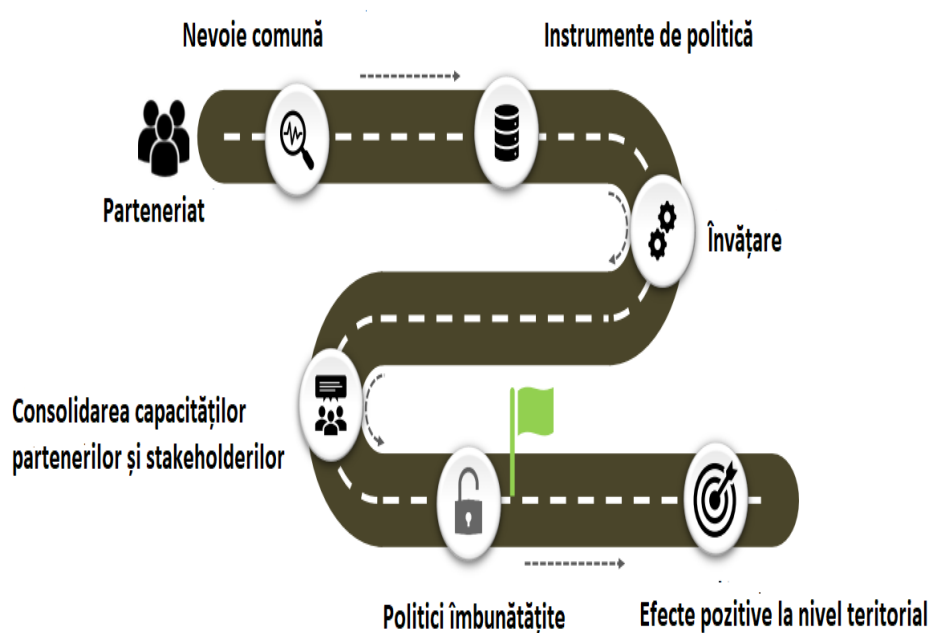 Nevoie comună
Instrumente de politică
Parteneriat
Învățare
Consolidarea capacităților
partenerilor și stakeholderilor
Politici îmbunătățite
Efecte pozitive la nivel teritorial